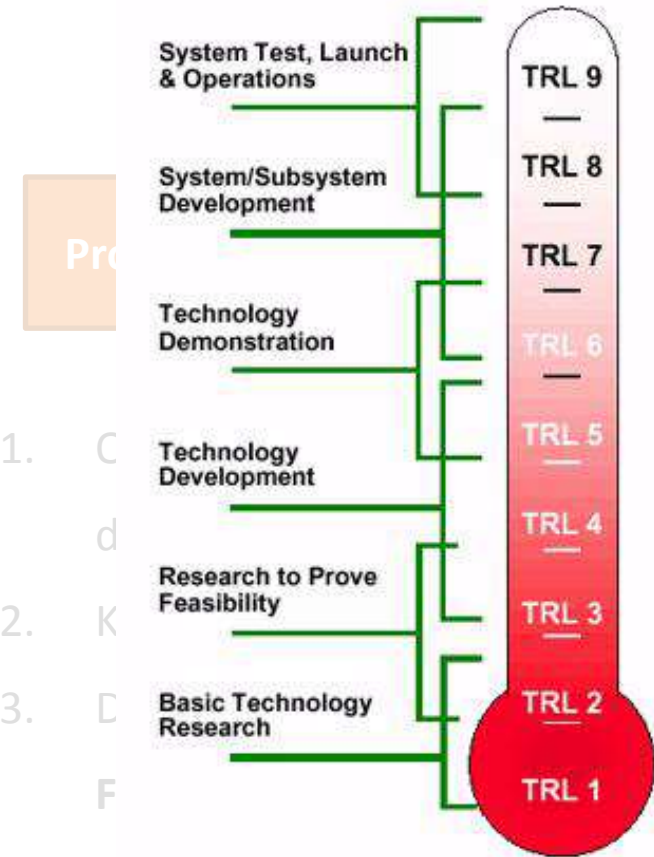 System Test, Launch
& Operations
TRL 9
System/Subsystem
Development
TRL 8
TRL 7
Technology
Demonstration
TRL 6
Technology
Development
TRL 5
TRL 4
Research to Prove
Feasibility
TRL 3
Basic Technology
Research
TRL 2
TRL 1
1.
2.
3.